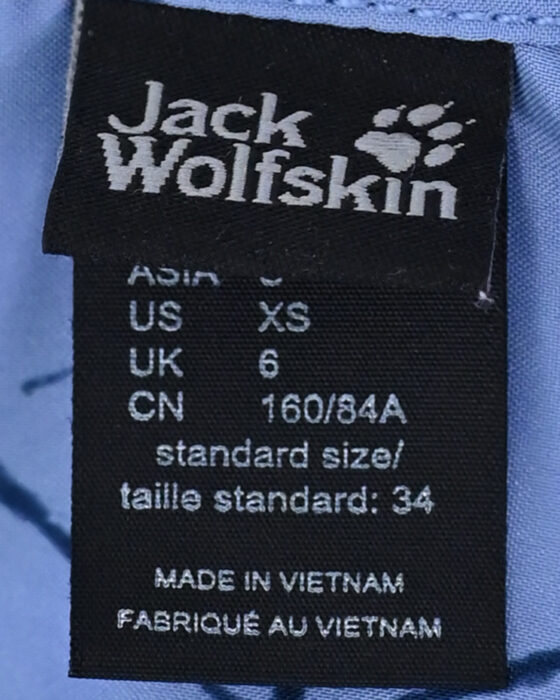 Jack
Wolfskin
ASIA
US XS
UK 6
CN 160/84A
standard size/
taille standard: 34
MADE IN VIETNAM
FABRIQUÉ AU VIETNAM